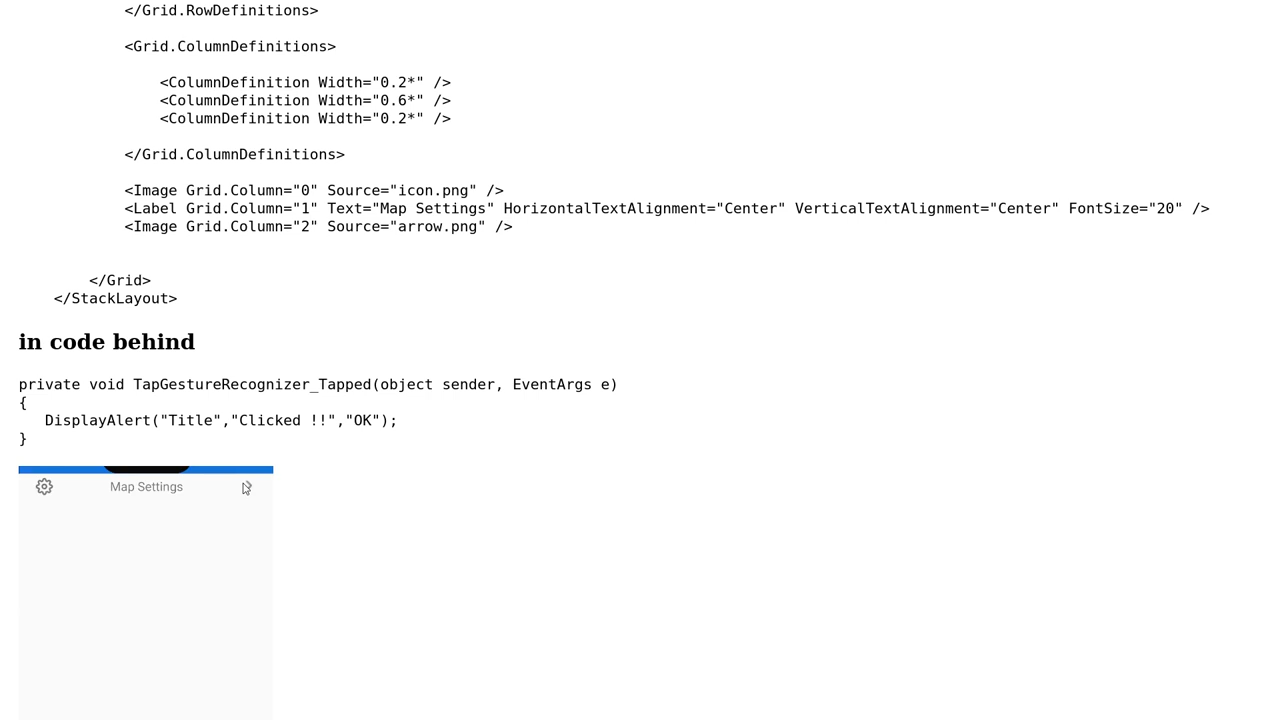 </Grid.RowDefinitions>
<Grid.ColumnDefinitions>
<ColumnDefinition Width="0.2*" />
<ColumnDefinition Width="0.6*" />
<ColumnDefinition Width="0.2*" />
</Grid.ColumnDefinitions>
<Image Grid.Column="0" Source="icon.png" />
<Label Grid.Column="1" Text="Map Settings" HorizontalTextAlignment="Center" VerticalTextAlignment="Center" FontSize="20" />
<Image Grid.Column="2" Source="arrow.png" />
</Grid>
</StackLayout>
in code behind
private void TapGestureRecognizer_Tapped(object sender, EventArgs e)
{
DisplayAlert("Title","Clicked !!","OK");
}
Map Settings